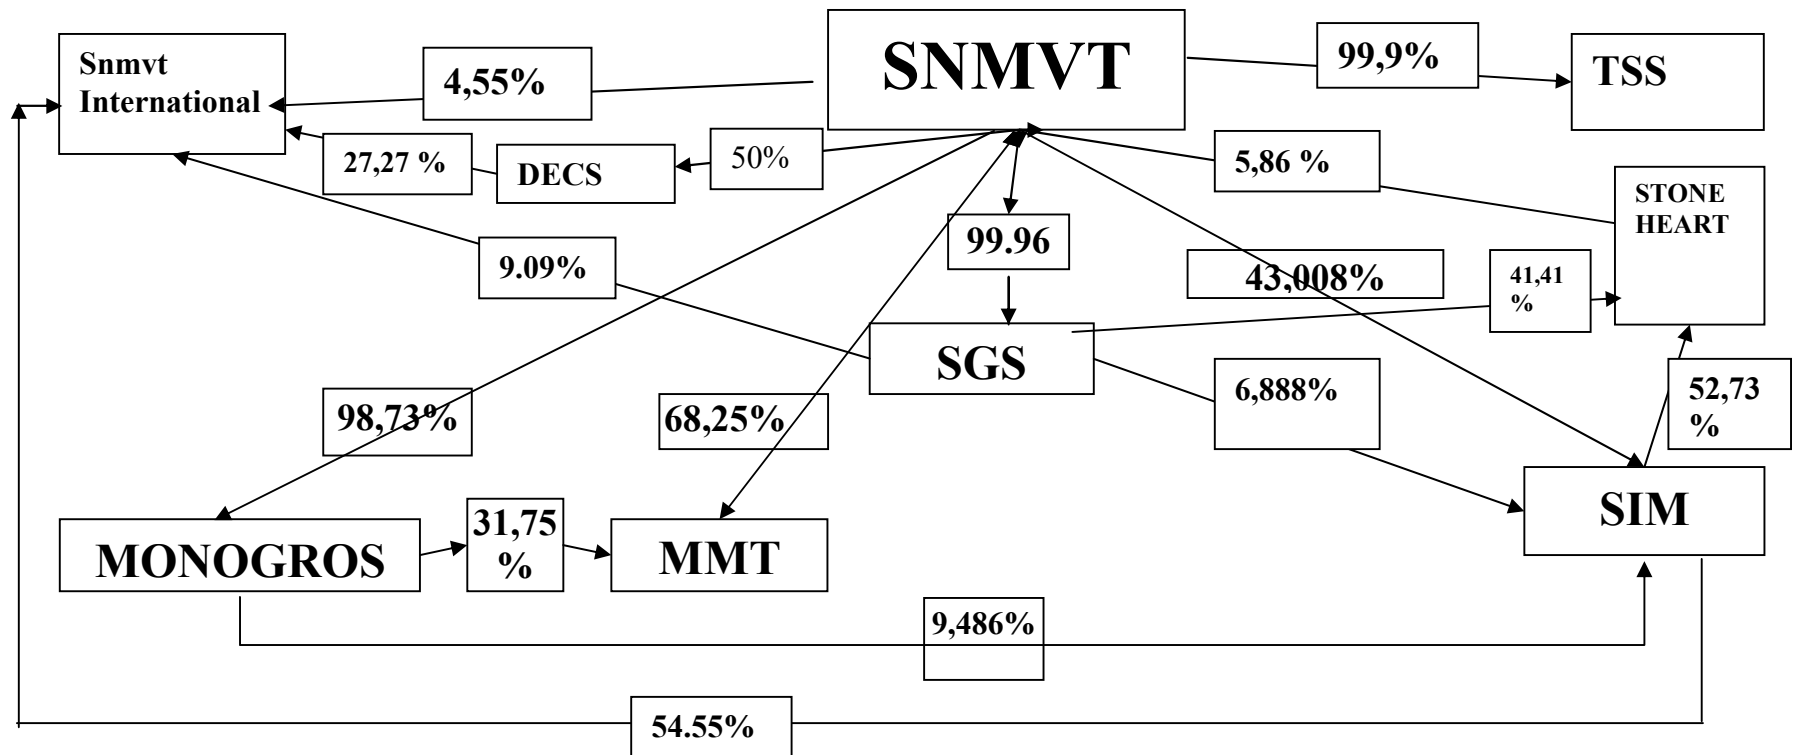 SNMVT
Snmvt
International
4,55%
99,9%
TSS
27,27 %
DECS
50%
5,86 %
STONE
HEART
9.09%
99.96
43,008%
41,41
%
SGS
6,888%
52,73
%
98,73%
68,25%
SIM
MONOGROS
31,75
%
MMT
9,486%
54.55%